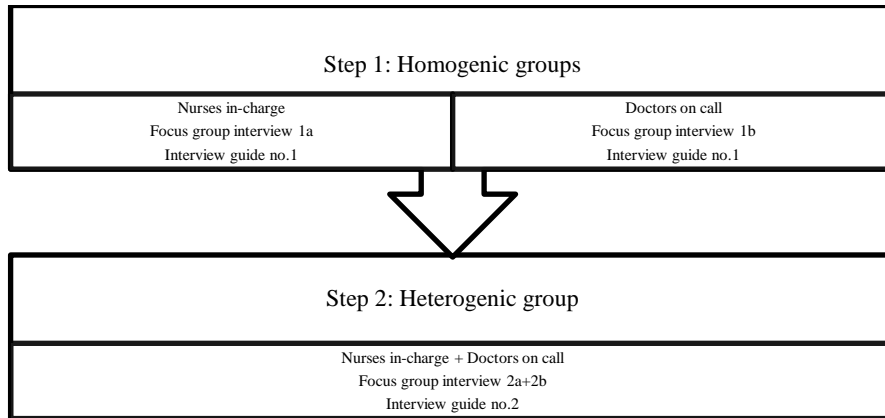 Step 1: Homogenic groups
Nurses in-charge
Focus group interview 1a
Interview guide no.1
Doctors on call
Focus group interview 1b
Interview guide no.1
Step 2: Heterogenic group
Nurses in-charge + Doctors on call
Focus group interview 2a+2b
Interview guide no.2